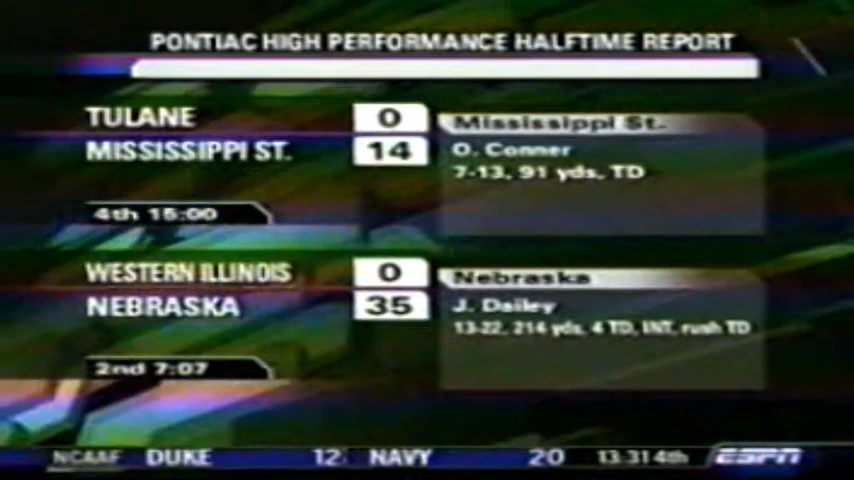 PONTIAC HIGH PERFORMANCE HALFTIME REPORT
TULANE 0
MISSISSIPPI ST. 14
4th 15:00
Mississippi St.
O. Conner
7-13, 91 yds, TD
WESTERN ILLINOIS 0
NEBRASKA 35
2nd 7:07
Nebraska
J. Dailey
13-22, 214 yds, 4 TD, INT, rush TD
NCAAF DUKE 12 NAVY 20 13:31 4th ESPN